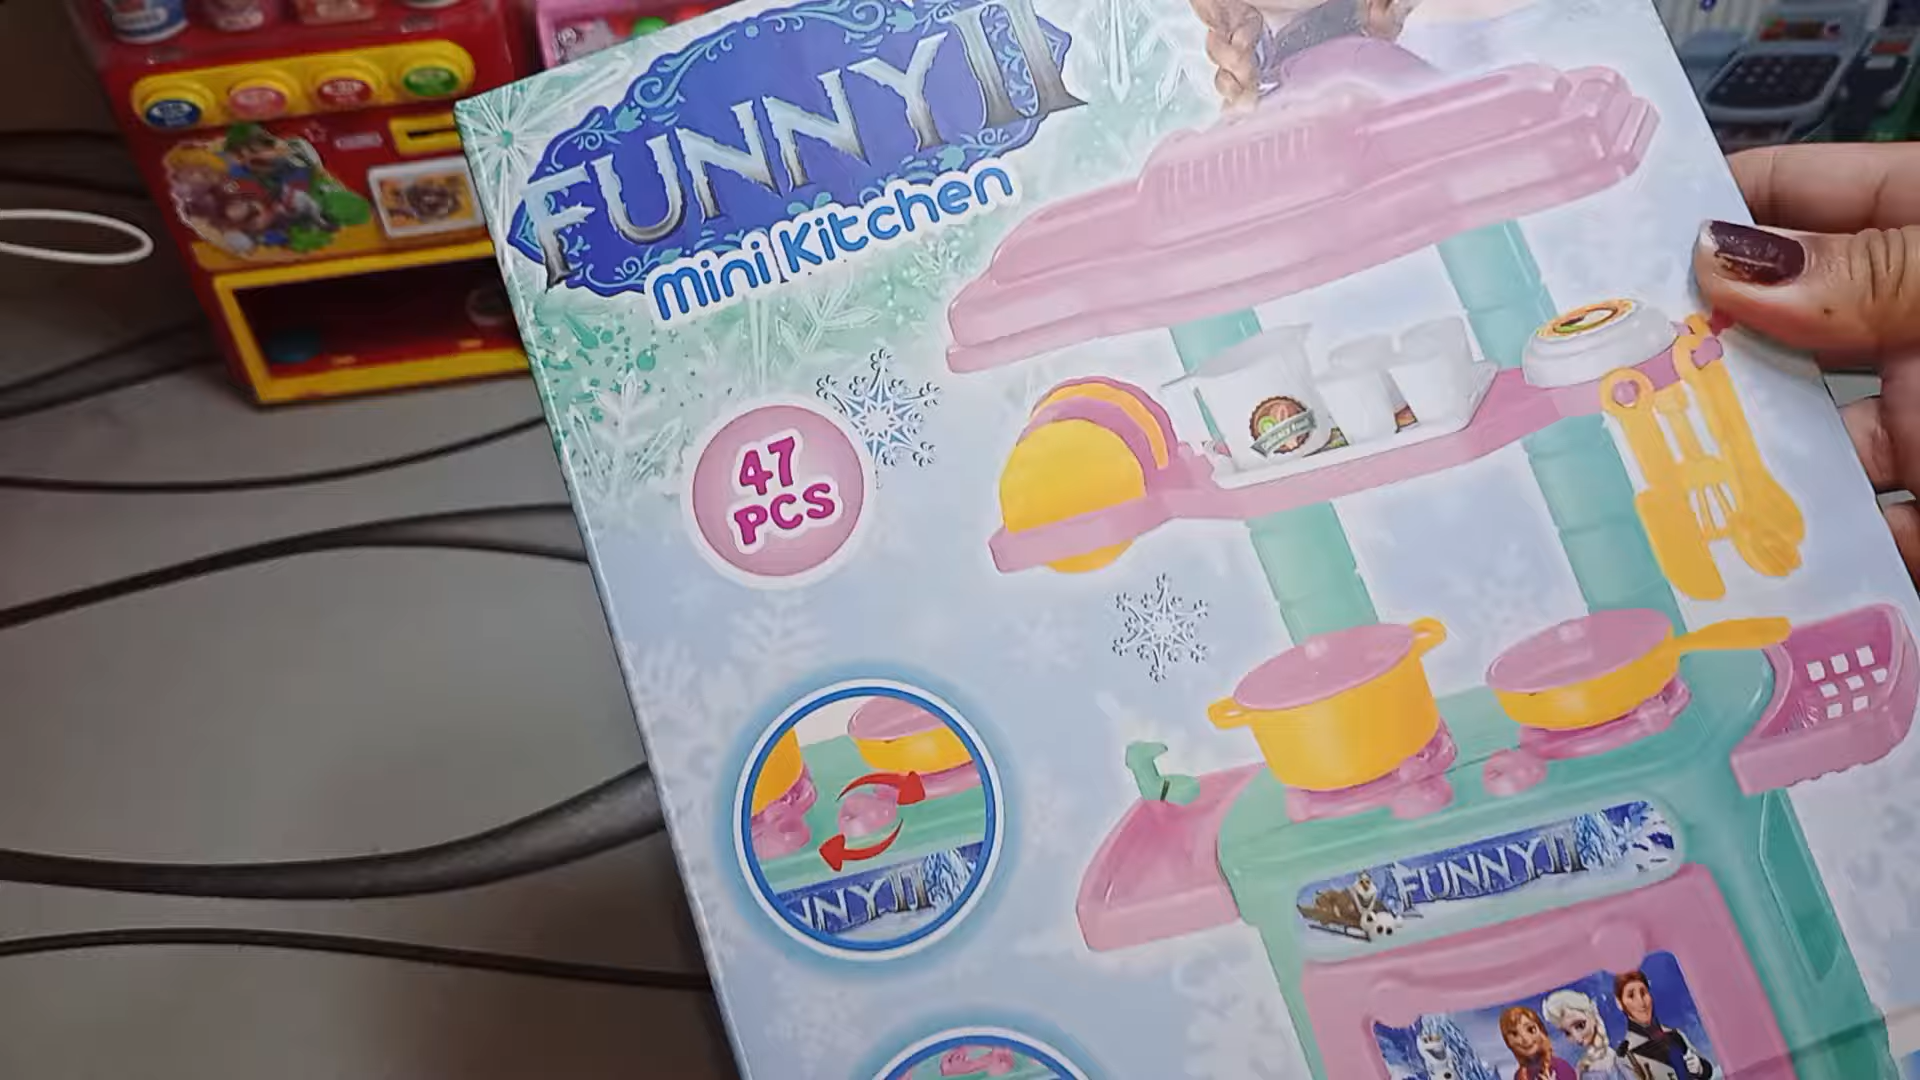 FUNNY II
Mini Kitchen
47
PCS
FUNNY II
NNY II